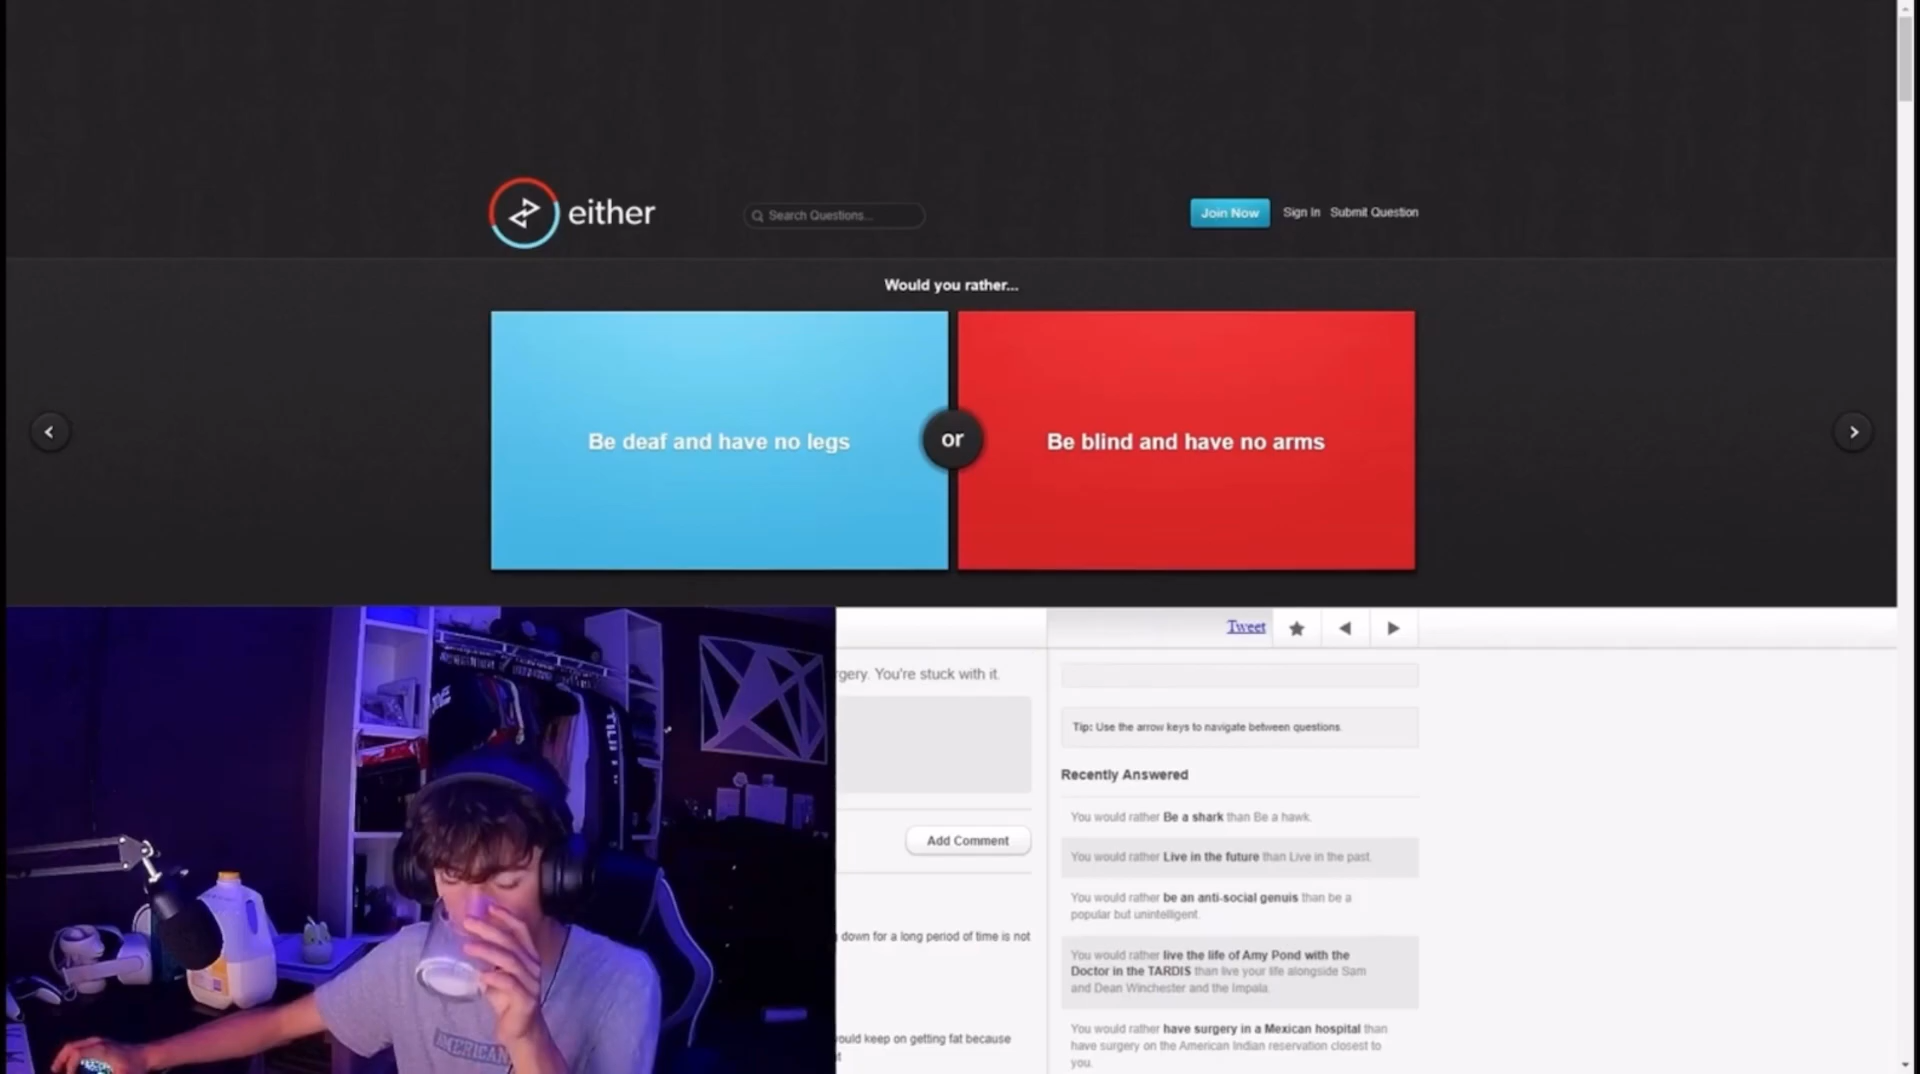 either
Search Questions...
Join Now
Sign In
Submit Question
Would you rather...
Be deaf and have no legs
or
Be blind and have no arms
Tweet
rgery. You're stuck with it.
Tip: Use the arrow keys to navigate between questions.
Recently Answered
You would rather Be a shark than Be a hawk.
Add Comment
You would rather Live in the future than Live in the past.
You would rather be an anti-social genuis than be a
popular but unintelligent.
down for a long period of time is not
You would rather live the life of Amy Pond with the
Doctor in the TARDIS than live your life alongside Sam
and Dean Winchester and the Impala.
You would rather have surgery in a Mexican hospital than
have surgery on the American Indian reservation closest to
you.
ould keep on getting fat because
AMERICAN